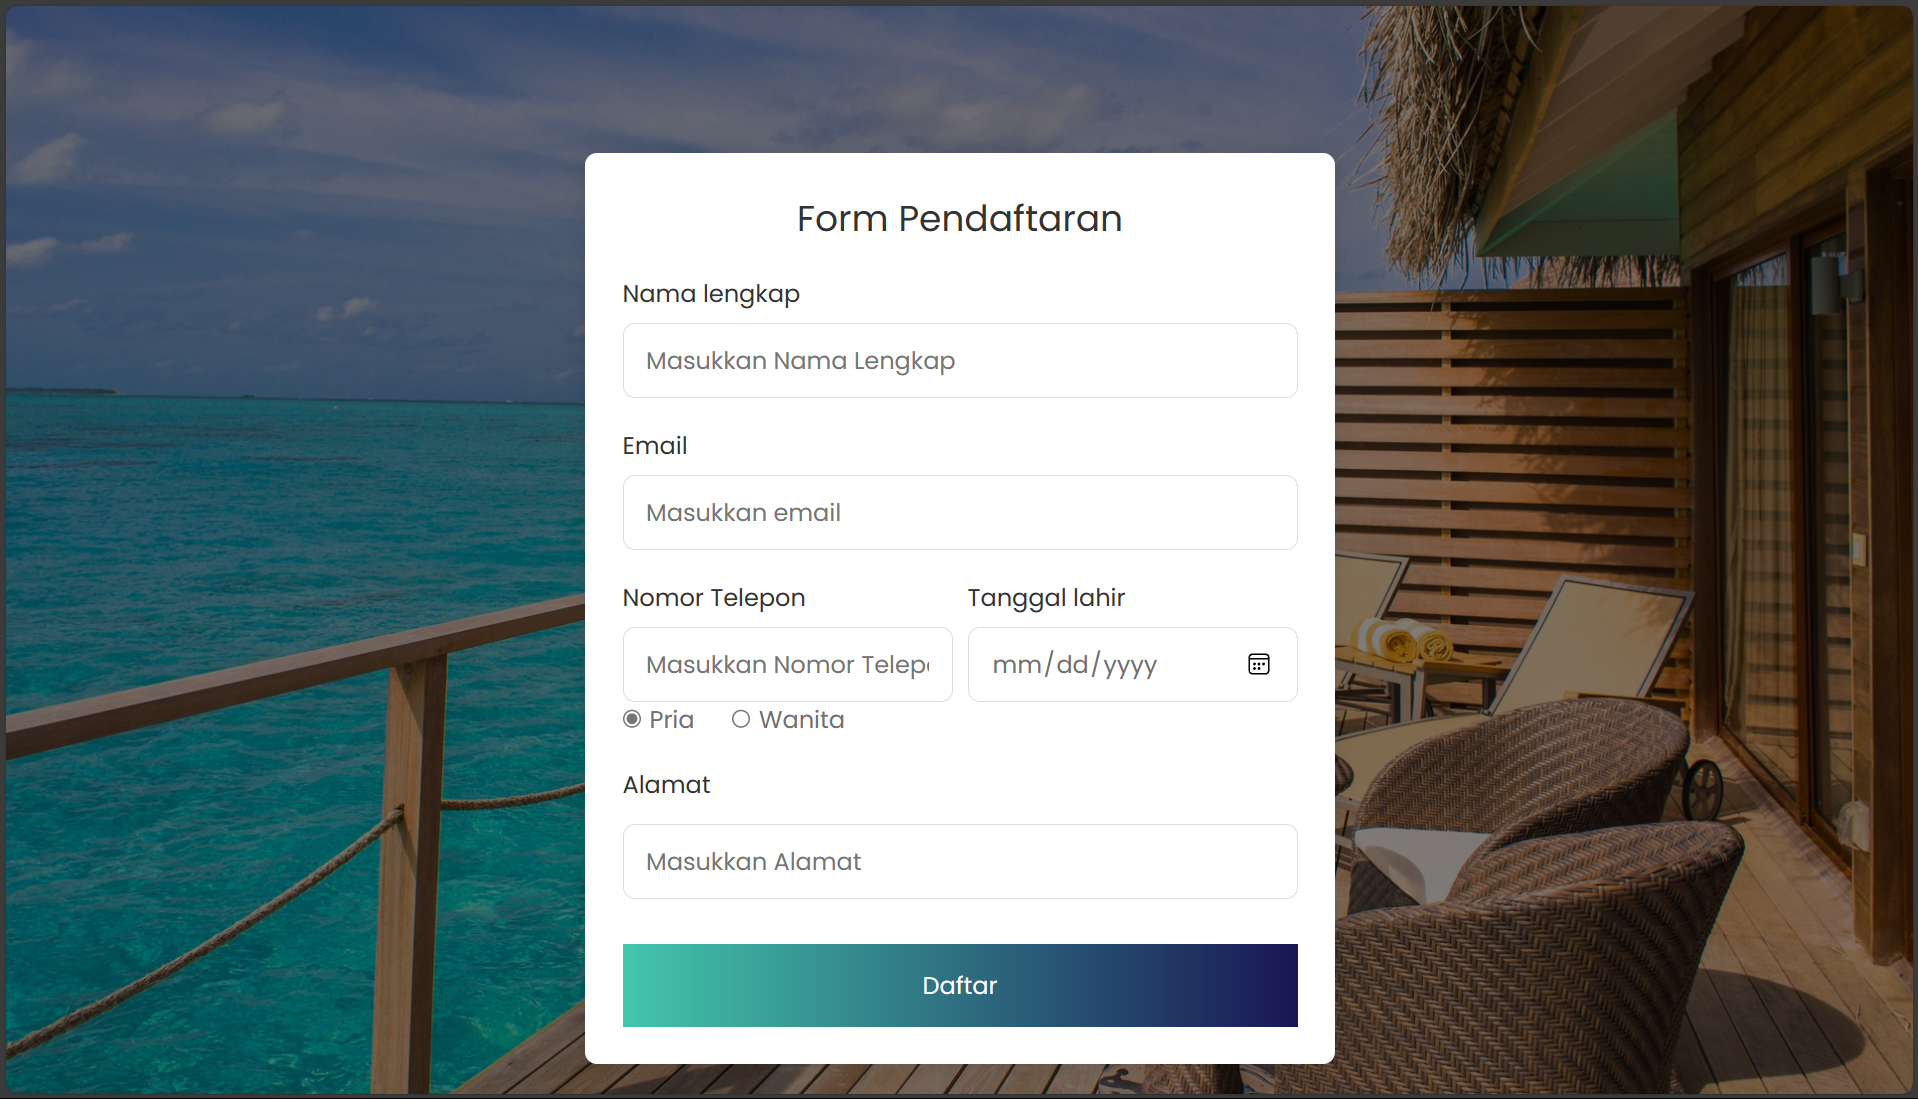 Form Pendaftaran
Nama lengkap
Masukkan Nama Lengkap
Email
Masukkan email
Nomor Telepon
Tanggal lahir
Masukkan Nomor Telep
mm/dd/yyyy
Pria
Wanita
Alamat
Masukkan Alamat
Daftar